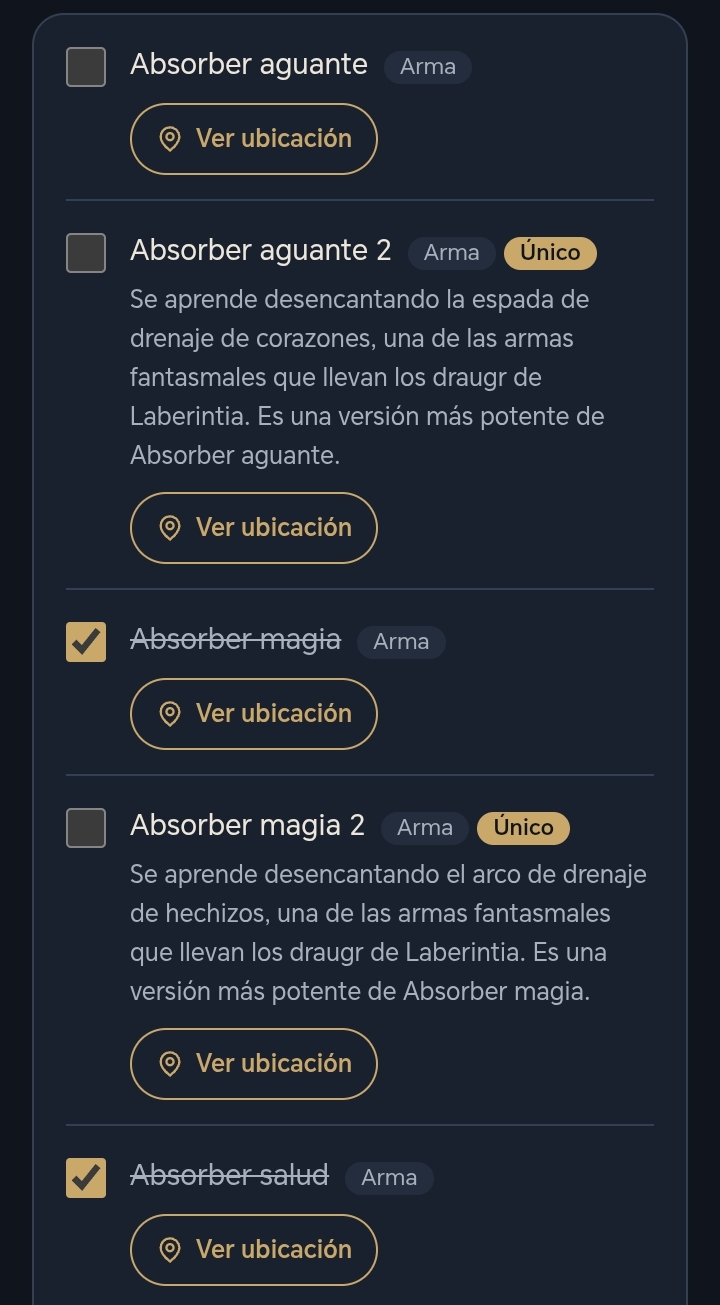 Absorber aguante Arma
Ver ubicación
Absorber aguante 2 Arma Único
Se aprende desencantando la espada de
drenaje de corazones, una de las armas
fantasmales que llevan los draugr de
Laberintia. Es una versión más potente de
Absorber aguante.
Ver ubicación
Absorber magia Arma
Ver ubicación
Absorber magia 2 Arma Único
Se aprende desencantando el arco de drenaje
de hechizos, una de las armas fantasmales
que llevan los draugr de Laberintia. Es una
versión más potente de Absorber magia.
Ver ubicación
Absorber salud Arma
Ver ubicación